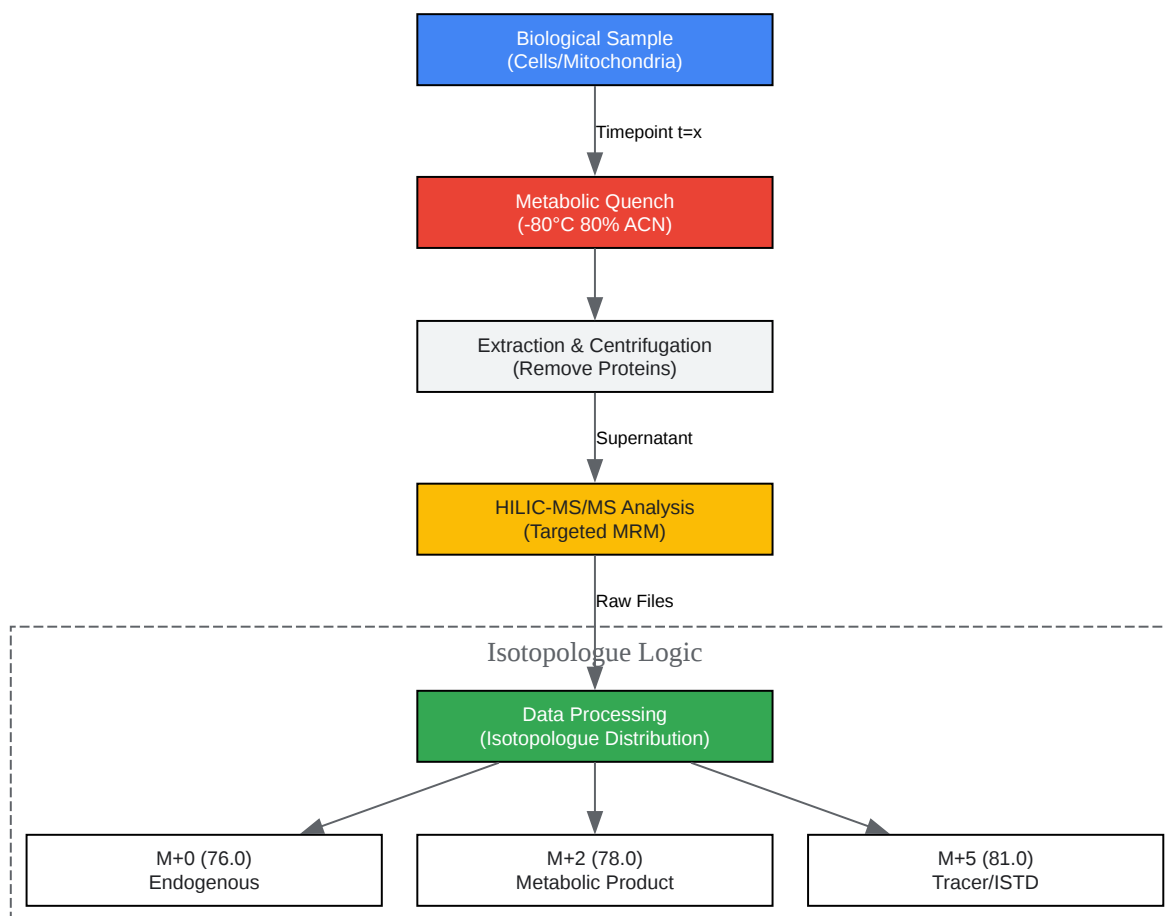 Biological Sample
(Cells/Mitochondria)
Timepoint t=x
Metabolic Quench
(-80°C 80% ACN)
Extraction & Centrifugation
(Remove Proteins)
Supernatant
HILIC-MS/MS Analysis
(Targeted MRM)
Raw Files
Isotopologue Logic
Data Processing
(Isotopologue Distribution)
M+0 (76.0)
Endogenous
M+2 (78.0)
Metabolic Product
M+5 (81.0)
Tracer/ISTD